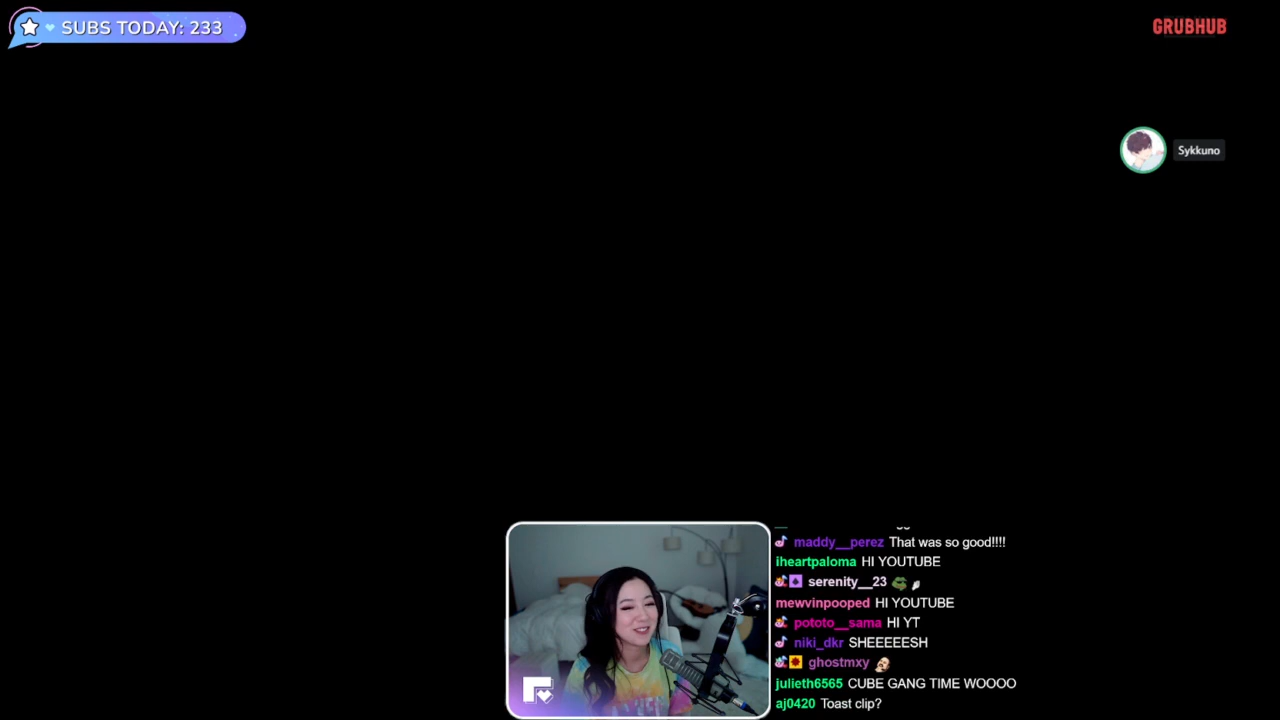 SUBS TODAY: 233
GRUBHUB
Sykkuno
maddy__perez That was so good!!!!
iheartpaloma HI YOUTUBE
serenity__23
mewvinpooped HI YOUTUBE
pototo__sama HI YT
niki_dkr SHEEEEESH
ghostmxy
julieth6565 CUBE GANG TIME WOOOO
aj0420 Toast clip?